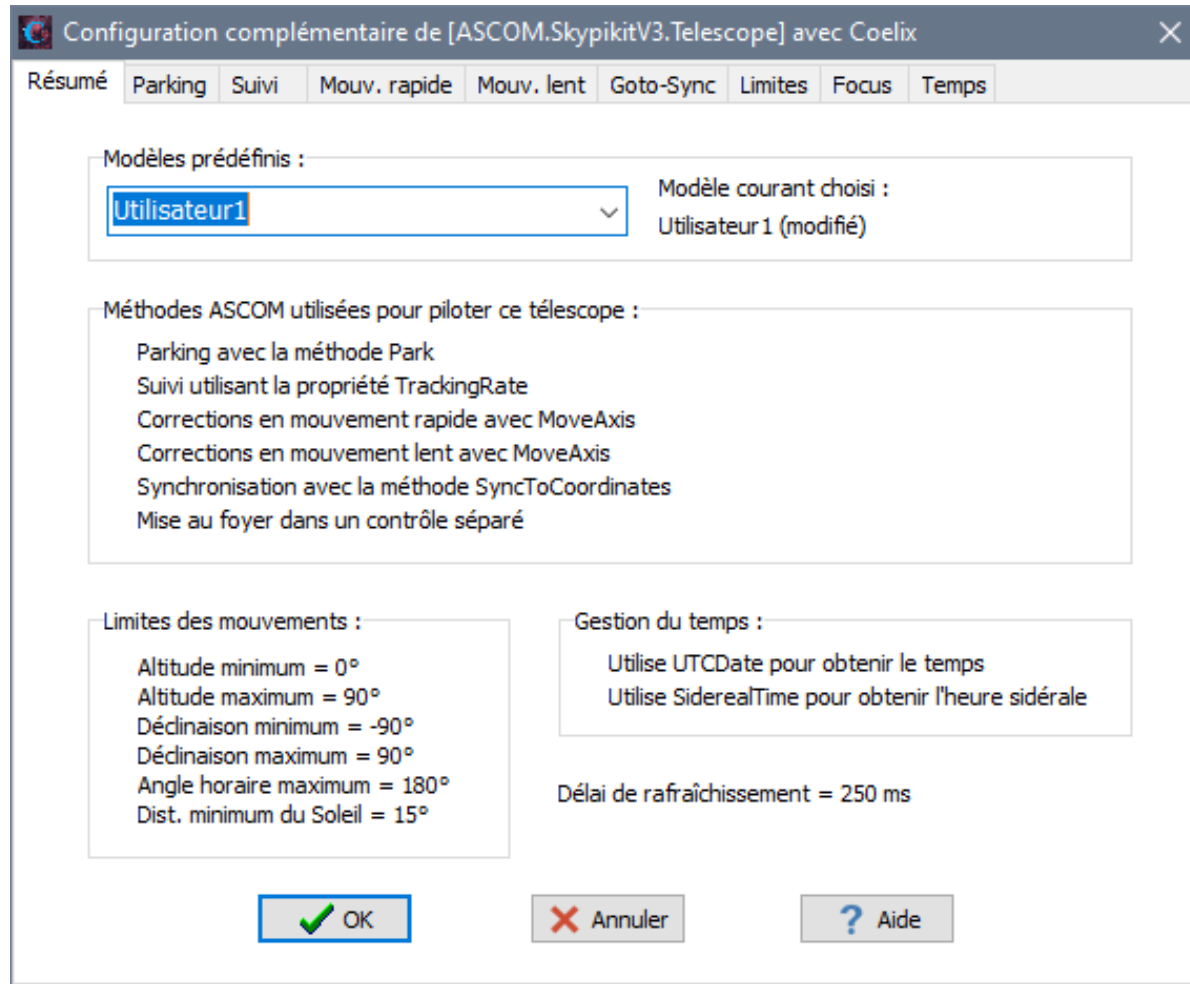 Configuration complémentaire de [ASCOM.SkypikitV3.Telescope] avec Coelix
Résumé Parking Suivi Mouv. rapide Mouv. lent Goto-Sync Limites Focus Temps
Modèles prédéfinis :
Utilisateur1
Modèle courant choisi :
Utilisateur1 (modifié)
Méthodes ASCOM utilisées pour piloter ce télescope :
Parking avec la méthode Park
Suivi utilisant la propriété TrackingRate
Corrections en mouvement rapide avec MoveAxis
Corrections en mouvement lent avec MoveAxis
Synchronisation avec la méthode SyncToCoordinates
Mise au foyer dans un contrôle séparé
Limites des mouvements :
Altitude minimum = 0°
Altitude maximum = 90°
Déclinaison minimum = -90°
Déclinaison maximum = 90°
Angle horaire maximum = 180°
Dist. minimum du Soleil = 15°
Gestion du temps :
Utilise UTCDate pour obtenir le temps
Utilise SiderealTime pour obtenir l'heure sidérale
Délai de rafraîchissement = 250 ms
OK Annuler ? Aide